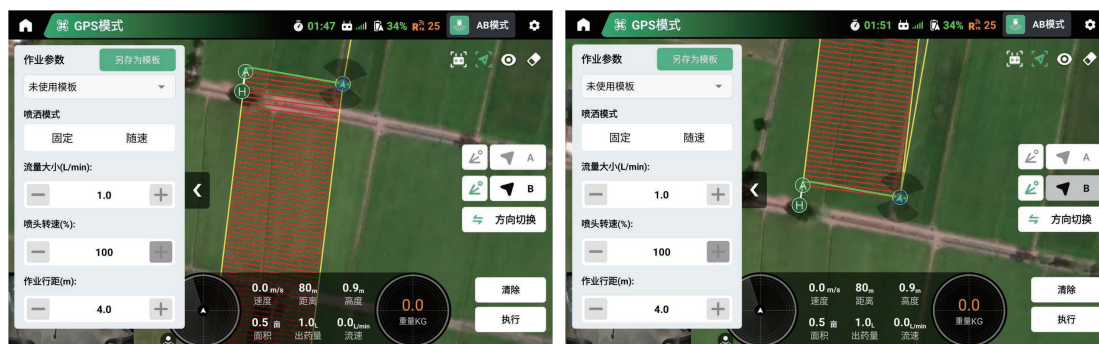 GPS模式
01:47
34%
R 25
AB模式
作业参数
另存为模板
未使用模板
喷洒模式
固定 随速
流量大小(L/min):
1.0
喷头转速(%):
100
作业行距(m):
4.0
A
H
A
B
方向切换
清除
执行
0.0 m/s 80m 0.9m
速度 距离 高度
0.5 亩 1.0L 0.0L/min
面积 出药量 流速
0.0
重量KG
GPS模式
01:51
34%
R 25
AB模式
作业参数
另存为模板
未使用模板
喷洒模式
固定 随速
流量大小(L/min):
1.0
喷头转速(%):
100
作业行距(m):
4.0
A
H
A
B
方向切换
清除
执行
0.0 m/s 80m 0.9m
速度 距离 高度
0.5 亩 1.0L 0.0L/min
面积 出药量 流速
0.0
重量KG